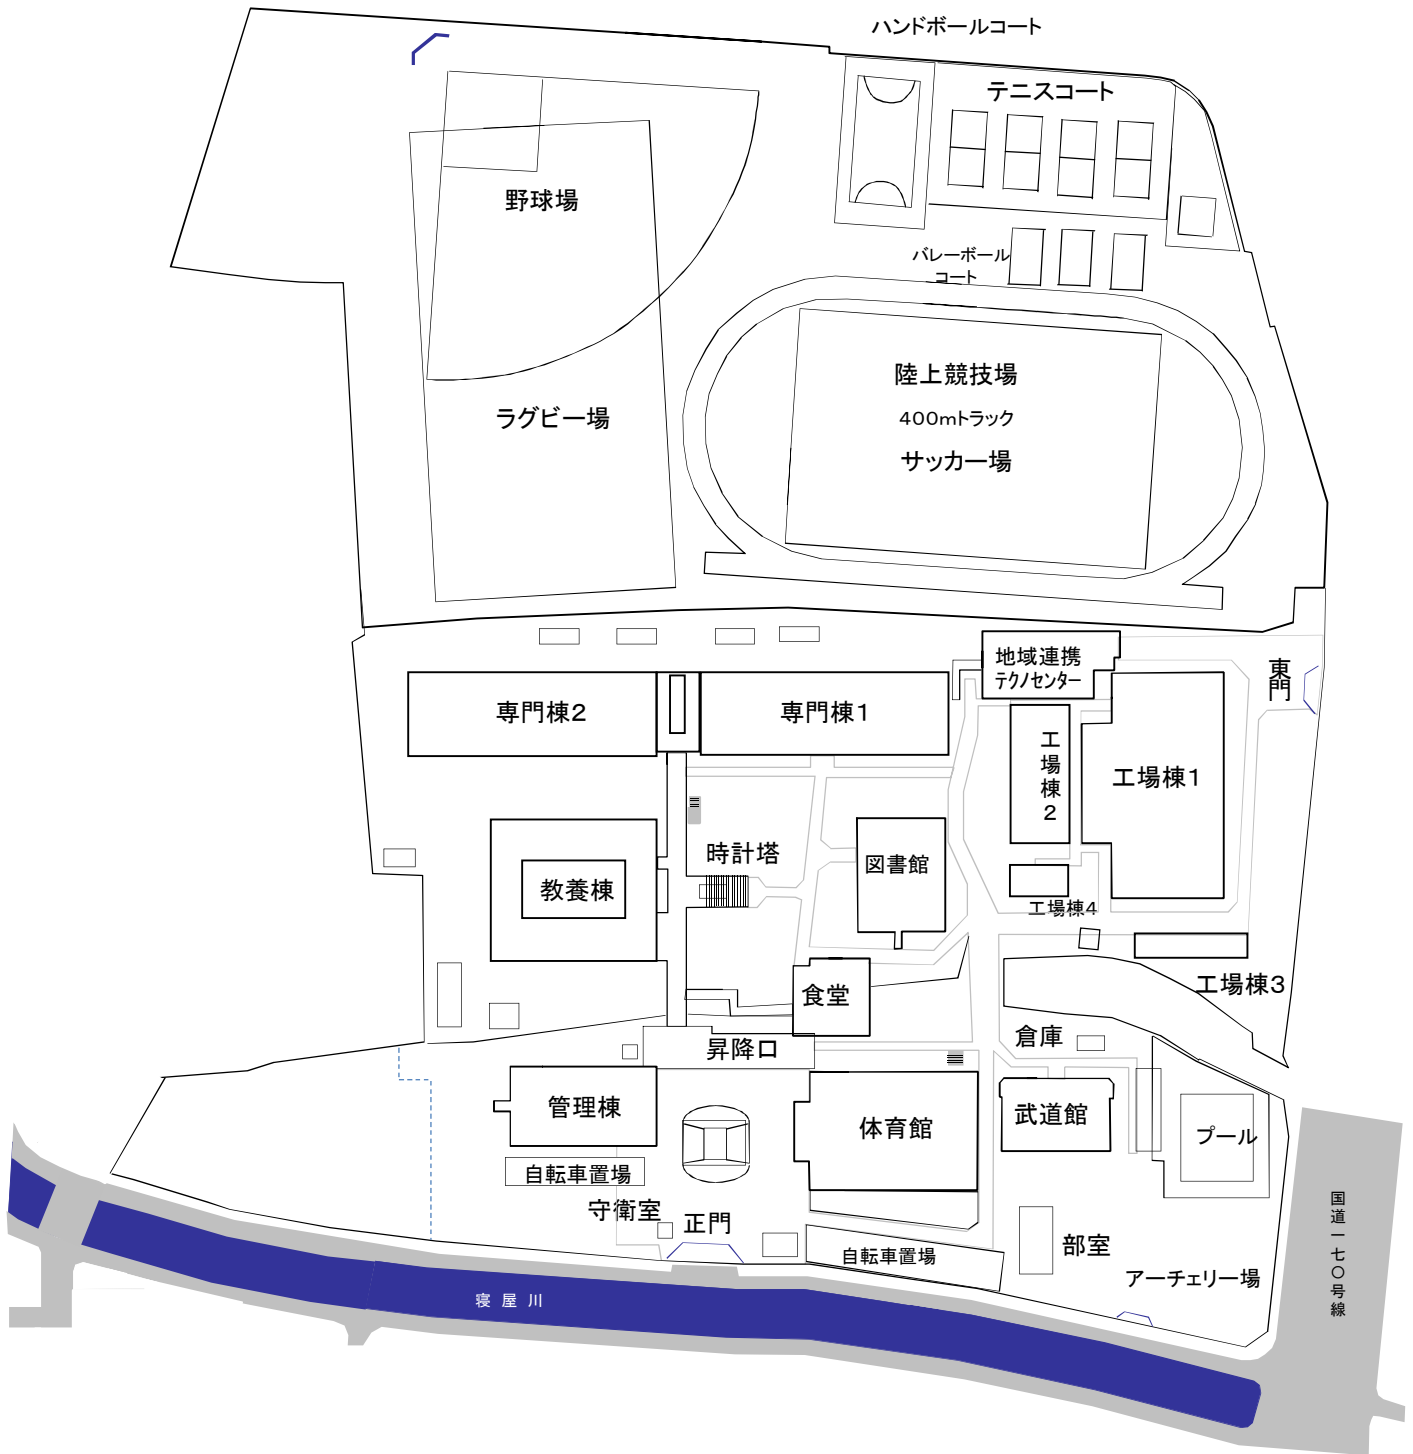 ハンドボールコート
テニスコート
野球場
バレーボール
コート
陸上競技場
400mトラック
サッカー場
ラグビー場
地域連携
テクノセンター
東門
専門棟2
専門棟1
工場棟2
工場棟1
時計塔
図書館
教養棟
工場棟4
工場棟3
食堂
倉庫
昇降口
管理棟
体育館
武道館
プール
自転車置場
守衛室
正門
部室
自転車置場
アーチェリー場
国道一七〇号線
寝屋川